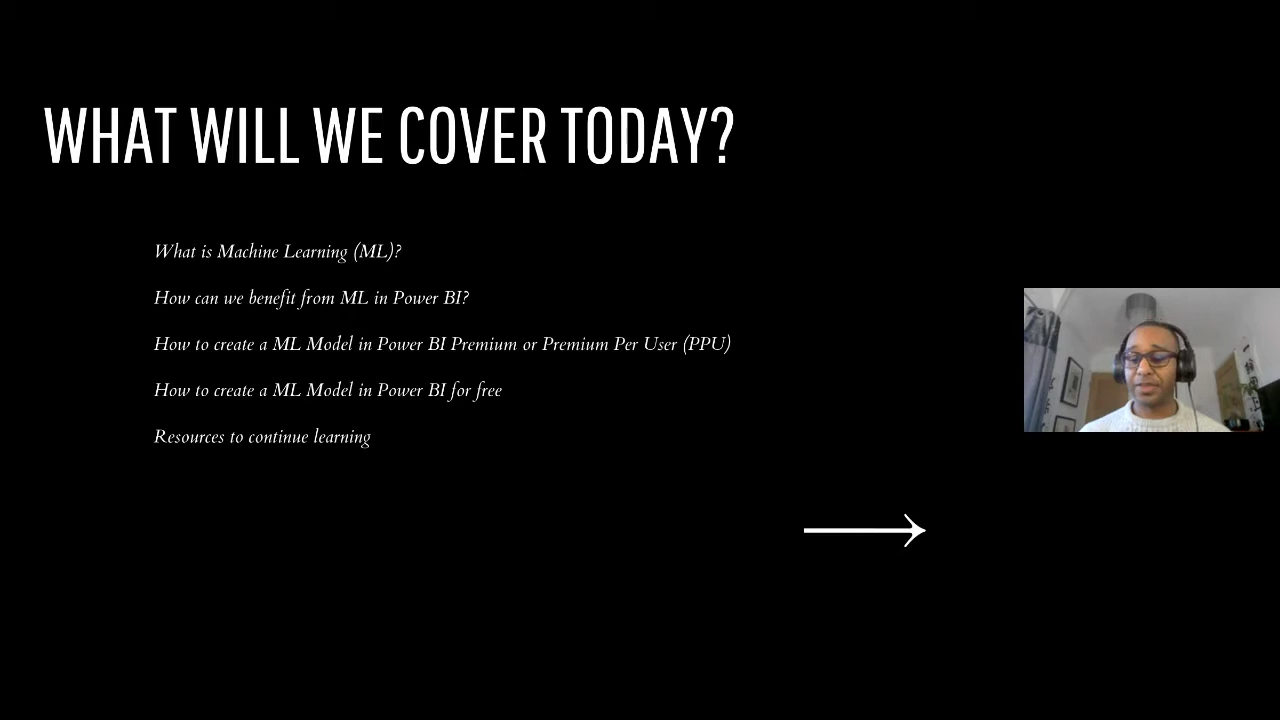 WHAT WILL WE COVER TODAY?
What is Machine Learning (ML)?
How can we benefit from ML in Power BI?
How to create a ML Model in Power BI Premium or Premium Per User (PPU)
How to create a ML Model in Power BI for free
Resources to continue learning